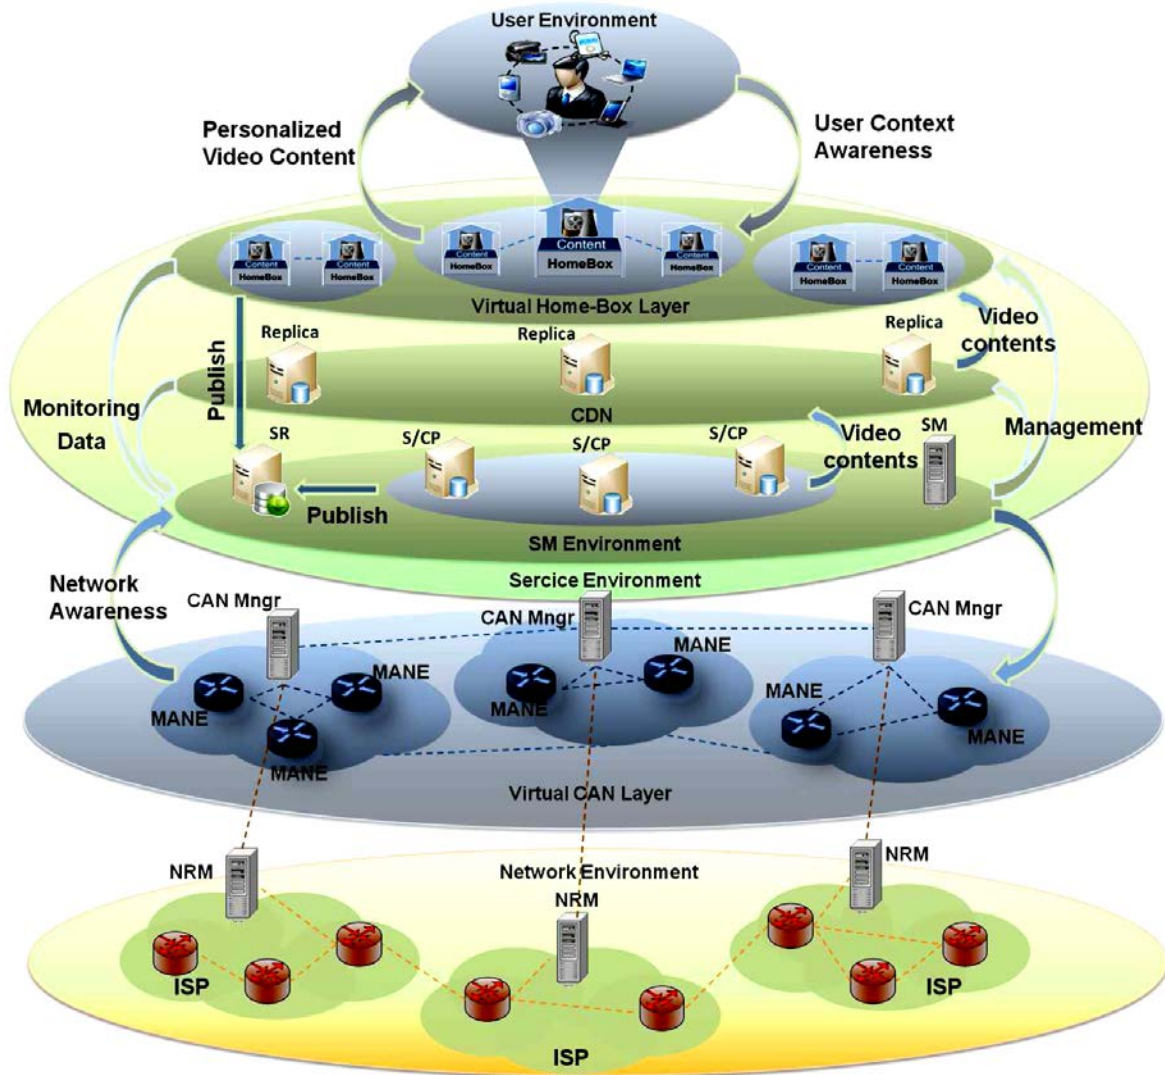 User Environment
Personalized
Video Content
User Context
Awareness
Content
HomeBox
Content
HomeBox
Content
HomeBox
Content
HomeBox
Content
HomeBox
Content
HomeBox
Content
HomeBox
Virtual Home-Box Layer
Replica
Replica
Replica
Video
contents
Publish
Monitoring
Data
CDN
Management
SR
S/CP
S/CP
S/CP
Video
contents
SM
Publish
SM Environment
Network
Awareness
Sercice Environment
CAN Mngr
CAN Mngr
CAN Mngr
MANE
MANE
MANE
MANE
MANE
MANE
MANE
Virtual CAN Layer
NRM
Network Environment
NRM
NRM
ISP
ISP
ISP